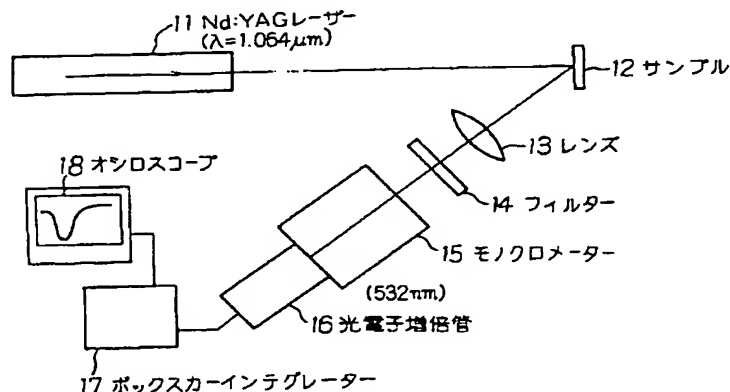 11 Nd:YAGレーザー
(λ=1.064μm)
12 サンプル
13 レンズ
14 フィルター
15 モノクロメーター
(532nm)
16 光電子増倍管
17 ボックスカーインテグレーター
18 オシロスコープ